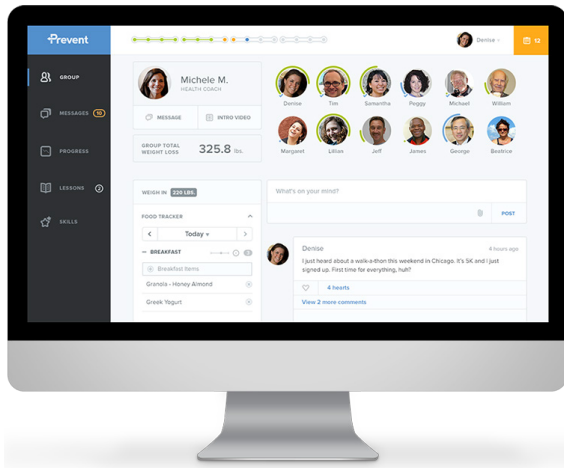 Prevent
Denise
12
GROUP
MESSAGES 10
PROGRESS
LESSONS 2
SKILLS
Michele M.
HEALTH COACH
MESSAGE
INTRO VIDEO
GROUP TOTAL
WEIGHT LOSS
325.8 lbs.
Denise
Tim
Samantha
Peggy
Michael
William
Margaret
Lillian
Jeff
James
George
Beatrice
WEIGH IN 220 LBS.
FOOD TRACKER
Today
BREAKFAST
Breakfast Items
Granola - Honey Almond
Greek Yogurt
What's on your mind?
POST
Denise
4 hours ago
I just heard about a walk-a-thon this weekend in Chicago. It's 5K and I just
signed up. First time for everything, huh?
4 hearts
View 2 more comments